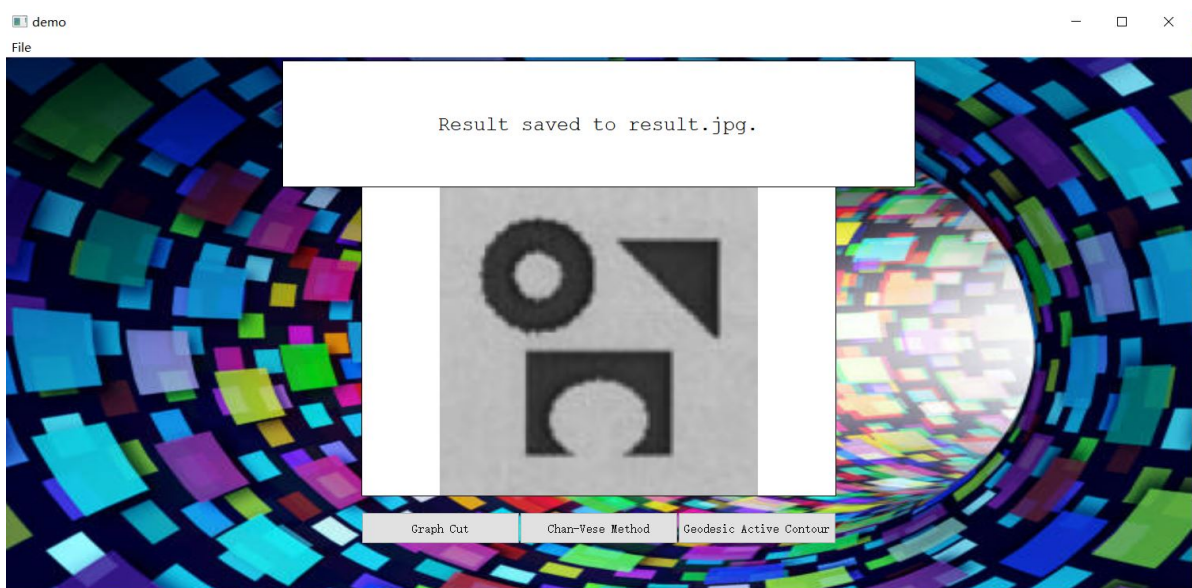 demo
File
Result saved to result.jpg.
Graph Cut
Chan-Vese Method
Geodesic Active Contour